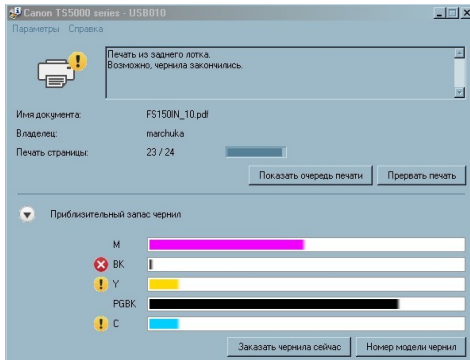 Canon TS5000 series - USB010
Параметры Справка
Печать из заднего лотка.
Возможно, чернила закончились.
Имя документа: FS150IN_10.pdf
Владелец: marchuka
Печать страницы: 23 / 24
Показать очередь печати Прервать печать
Приблизительный запас чернил
M
BK
Y
PGBK
C
Заказать чернила сейчас Номер модели чернил